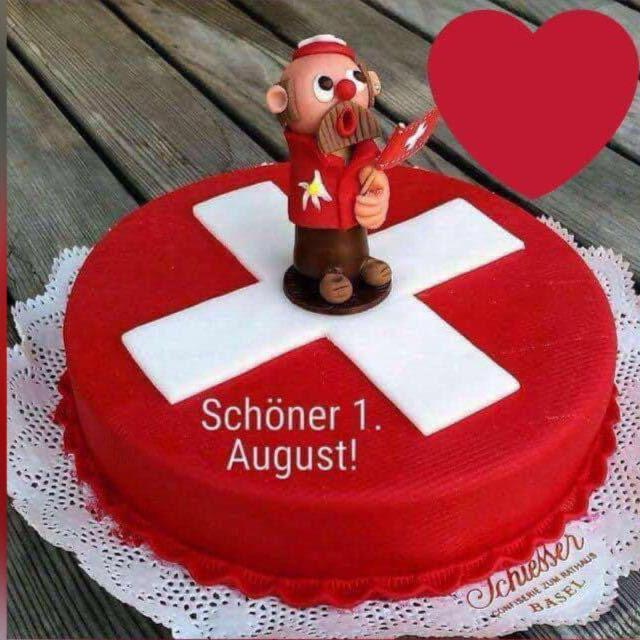 Schöner 1.
August!
Schiesser
CONFISERIE ZUM RATHAUS
BASEL